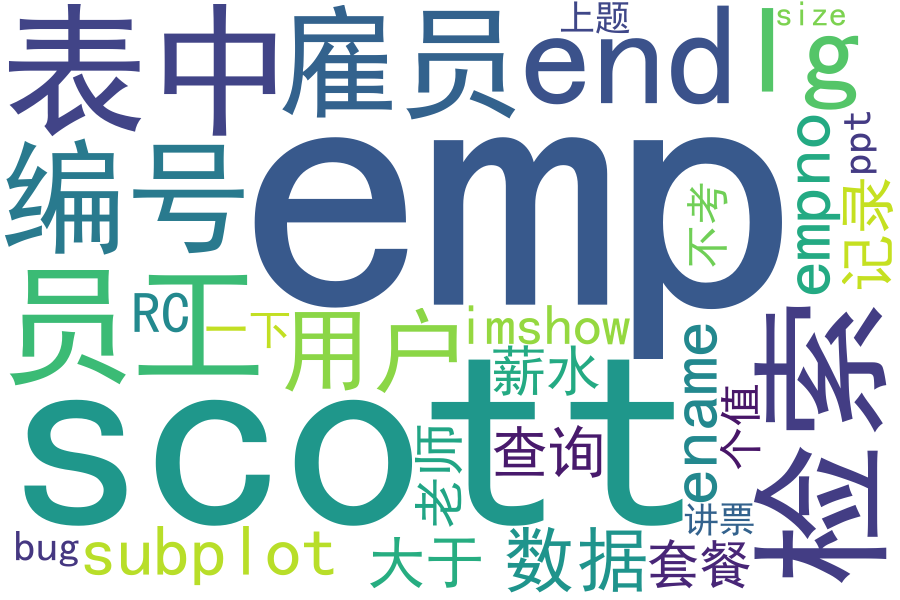 表中
雇员
上题
end
lg
size
编号
emp
不考
empno
ppt
记录
员工
RC
一下
用户
imshow
薪水
ename
个值
检索
scott
老师
查询
讲票
bug
subplot
大于
数据
套餐